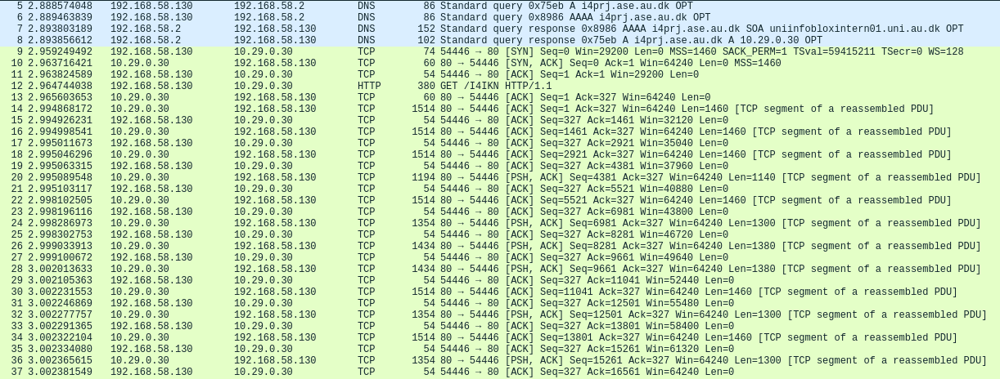 5 2.888574048 192.168.58.130 192.168.58.2 DNS 86 Standard query 0x75eb A i4prj.ase.au.dk OPT
6 2.889463839 192.168.58.130 192.168.58.2 DNS 86 Standard query 0x8986 AAAA i4prj.ase.au.dk OPT
7 2.893803189 192.168.58.2 192.168.58.130 DNS 152 Standard query response 0x8986 AAAA i4prj.ase.au.dk SOA uniinfobloxintern01.uni.au.dk OPT
8 2.893856612 192.168.58.2 192.168.58.130 DNS 102 Standard query response 0x75eb A i4prj.ase.au.dk A 10.29.0.30 OPT
9 2.959249492 192.168.58.130 10.29.0.30 TCP 74 54446 → 80 [SYN] Seq=0 Win=29200 Len=0 MSS=1460 SACK_PERM=1 TSval=59415211 TSecr=0 WS=128
10 2.963716421 10.29.0.30 192.168.58.130 TCP 60 80 → 54446 [SYN, ACK] Seq=0 Ack=1 Win=64240 Len=0 MSS=1460
11 2.963824589 192.168.58.130 10.29.0.30 TCP 54 54446 → 80 [ACK] Seq=1 Ack=1 Win=29200 Len=0
12 2.964744038 192.168.58.130 10.29.0.30 HTTP 380 GET /I4IKN HTTP/1.1
13 2.965603653 10.29.0.30 192.168.58.130 TCP 60 80 → 54446 [ACK] Seq=1 Ack=327 Win=64240 Len=0
14 2.994868172 10.29.0.30 192.168.58.130 TCP 1514 80 → 54446 [ACK] Seq=1 Ack=327 Win=64240 Len=1460 [TCP segment of a reassembled PDU]
15 2.994926231 192.168.58.130 10.29.0.30 TCP 54 54446 → 80 [ACK] Seq=327 Ack=1461 Win=32120 Len=0
16 2.994998541 10.29.0.30 192.168.58.130 TCP 1514 80 → 54446 [ACK] Seq=1461 Ack=327 Win=64240 Len=1460 [TCP segment of a reassembled PDU]
17 2.995011673 192.168.58.130 10.29.0.30 TCP 54 54446 → 80 [ACK] Seq=327 Ack=2921 Win=35040 Len=0
18 2.995046296 10.29.0.30 192.168.58.130 TCP 1514 80 → 54446 [ACK] Seq=2921 Ack=327 Win=64240 Len=1460 [TCP segment of a reassembled PDU]
19 2.995063315 192.168.58.130 10.29.0.30 TCP 54 54446 → 80 [ACK] Seq=327 Ack=4381 Win=37960 Len=0
20 2.995089548 10.29.0.30 192.168.58.130 TCP 1194 80 → 54446 [PSH, ACK] Seq=4381 Ack=327 Win=64240 Len=1140 [TCP segment of a reassembled PDU]
21 2.995103117 192.168.58.130 10.29.0.30 TCP 54 54446 → 80 [ACK] Seq=327 Ack=5521 Win=40880 Len=0
22 2.998102505 10.29.0.30 192.168.58.130 TCP 1514 80 → 54446 [ACK] Seq=5521 Ack=327 Win=64240 Len=1460 [TCP segment of a reassembled PDU]
23 2.998196116 192.168.58.130 10.29.0.30 TCP 54 54446 → 80 [ACK] Seq=327 Ack=6981 Win=43800 Len=0
24 2.998286973 10.29.0.30 192.168.58.130 TCP 1354 80 → 54446 [PSH, ACK] Seq=6981 Ack=327 Win=64240 Len=1300 [TCP segment of a reassembled PDU]
25 2.998302753 192.168.58.130 10.29.0.30 TCP 54 54446 → 80 [ACK] Seq=327 Ack=8281 Win=46720 Len=0
26 2.999033913 10.29.0.30 192.168.58.130 TCP 1434 80 → 54446 [PSH, ACK] Seq=8281 Ack=327 Win=64240 Len=1380 [TCP segment of a reassembled PDU]
27 2.999100672 192.168.58.130 10.29.0.30 TCP 54 54446 → 80 [ACK] Seq=327 Ack=9661 Win=49640 Len=0
28 3.002013633 10.29.0.30 192.168.58.130 TCP 1434 80 → 54446 [PSH, ACK] Seq=9661 Ack=327 Win=64240 Len=1380 [TCP segment of a reassembled PDU]
29 3.002105363 192.168.58.130 10.29.0.30 TCP 54 54446 → 80 [ACK] Seq=327 Ack=11041 Win=52440 Len=0
30 3.002231553 10.29.0.30 192.168.58.130 TCP 1514 80 → 54446 [ACK] Seq=11041 Ack=327 Win=64240 Len=1460 [TCP segment of a reassembled PDU]
31 3.002246869 192.168.58.130 10.29.0.30 TCP 54 54446 → 80 [ACK] Seq=327 Ack=12501 Win=55480 Len=0
32 3.002277757 10.29.0.30 192.168.58.130 TCP 1354 80 → 54446 [PSH, ACK] Seq=12501 Ack=327 Win=64240 Len=1300 [TCP segment of a reassembled PDU]
33 3.002291365 192.168.58.130 10.29.0.30 TCP 54 54446 → 80 [ACK] Seq=327 Ack=13801 Win=58400 Len=0
34 3.002322104 10.29.0.30 192.168.58.130 TCP 1514 80 → 54446 [ACK] Seq=13801 Ack=327 Win=64240 Len=1460 [TCP segment of a reassembled PDU]
35 3.002334080 192.168.58.130 10.29.0.30 TCP 54 54446 → 80 [ACK] Seq=327 Ack=15261 Win=61320 Len=0
36 3.002365615 10.29.0.30 192.168.58.130 TCP 1354 80 → 54446 [PSH, ACK] Seq=15261 Ack=327 Win=64240 Len=1300 [TCP segment of a reassembled PDU]
37 3.002381549 192.168.58.130 10.29.0.30 TCP 54 54446 → 80 [ACK] Seq=327 Ack=16561 Win=64240 Len=0